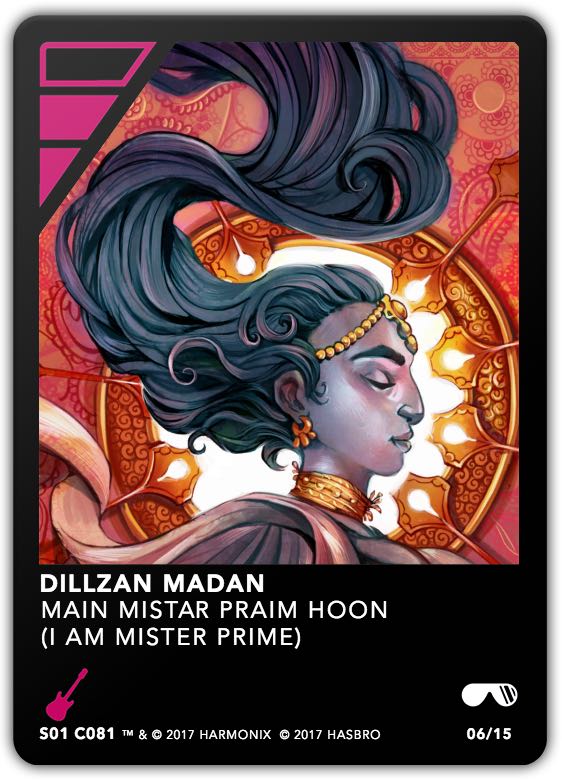 DILLZAN MADAN
MAIN MISTAR PRAIM HOON
(I AM MISTER PRIME)
S01 C081 ™ & © 2017 HARMONIX © 2017 HASBRO 06/15